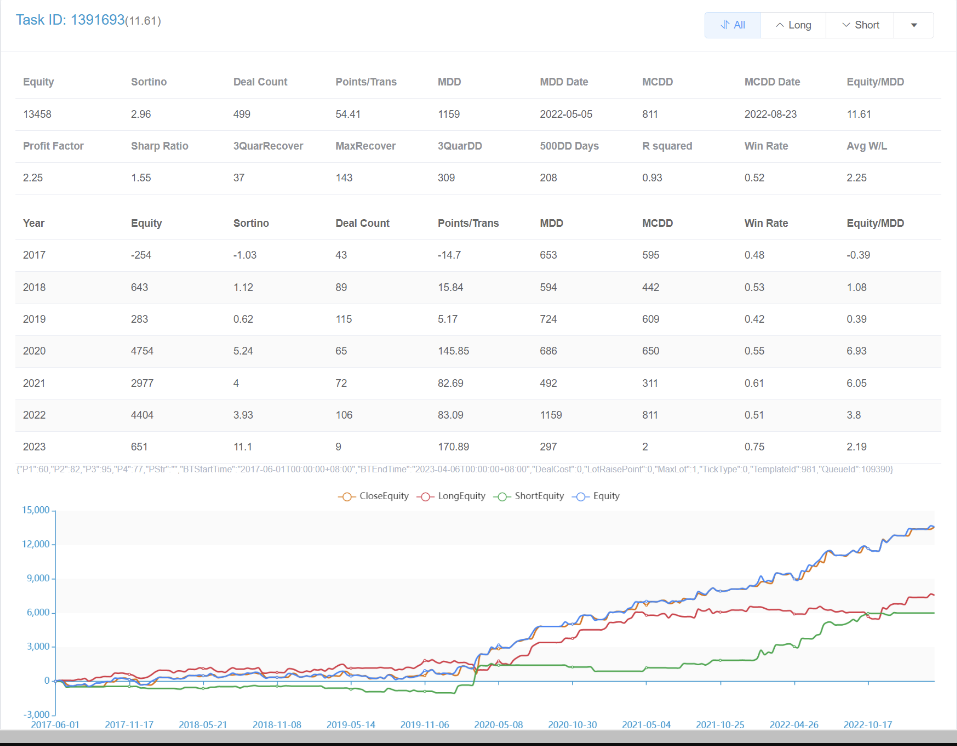 Task ID: 1391693(11.61)
All Long Short
Equity Sortino Deal Count Points/Trans MDD MDD Date MCDD MCDD Date Equity/MDD
13458 2.96 499 54.41 1159 2022-05-05 811 2022-08-23 11.61
Profit Factor Sharp Ratio 3QuarRecover MaxRecover 3QuarDD 500DD Days R squared Win Rate Avg W/L
2.25 1.55 37 143 309 208 0.93 0.52 2.25
Year Equity Sortino Deal Count Points/Trans MDD MCDD Win Rate Equity/MDD
2017 -254 -1.03 43 -14.7 653 595 0.48 -0.39
2018 643 1.12 89 15.84 594 442 0.53 1.08
2019 283 0.62 115 5.17 724 609 0.42 0.39
2020 4754 5.24 65 145.85 686 650 0.55 6.93
2021 2977 4 72 82.69 492 311 0.61 6.05
2022 4404 3.93 106 83.09 1159 811 0.51 3.8
2023 651 11.1 9 170.89 297 2 0.75 2.19
{"P1":60,"P2":82,"P3":95,"P4":77,"PStr":"","BTStartTime":"2017-06-01T00:00:00+08:00","BTEndTime":"2023-04-06T00:00:00+08:00","DealCost":0,"LotRaisePoint":0,"MaxLot":1,"TickType":0,"TemplateId":981,"QueueId":109390}
CloseEquity LongEquity ShortEquity Equity
15,000
12,000
9,000
6,000
3,000
0
-3,000
2017-06-01 2017-11-17 2018-05-21 2018-11-08 2019-05-14 2019-11-06 2020-05-08 2020-10-30 2021-05-04 2021-10-25 2022-04-26 2022-10-17